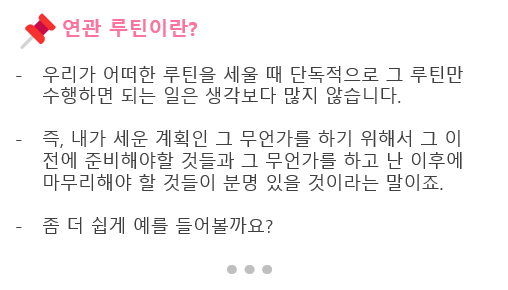 연관 루틴이란?
- 우리가 어떠한 루틴을 세울 때 단독적으로 그 루틴만
수행하면 되는 일은 생각보다 많지 않습니다.
- 즉, 내가 세운 계획인 그 무언가를 하기 위해서 그 이
전에 준비해야할 것들과 그 무언가를 하고 난 이후에
마무리해야 할 것들이 분명 있을 것이라는 말이죠.
- 좀 더 쉽게 예를 들어볼까요?